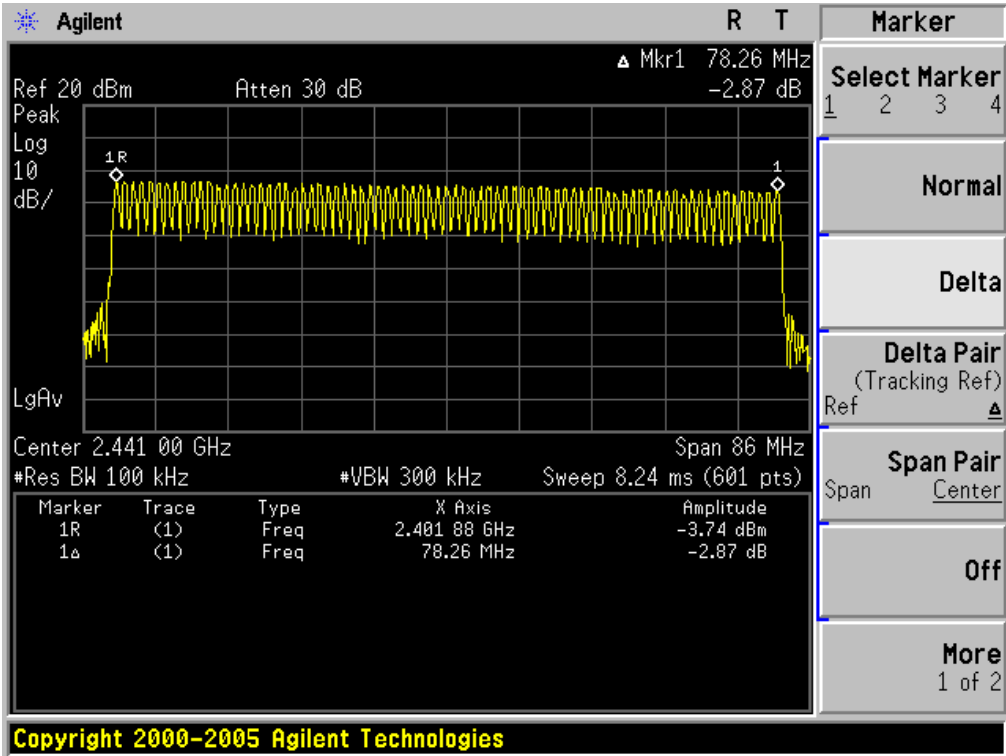 Agilent R T Marker
▵ Mkr1 78.26 MHz
Ref 20 dBm Atten 30 dB -2.87 dB
Peak
Log
10
dB/
1R
1
LgAv
Center 2.441 00 GHz Span 86 MHz
#Res BW 100 kHz #VBW 300 kHz Sweep 8.24 ms (601 pts)
Marker Trace Type X Axis Amplitude
1R (1) Freq 2.401 88 GHz -3.74 dBm
1▵ (1) Freq 78.26 MHz -2.87 dB
Select Marker
1 2 3 4
Normal
Delta
Delta Pair
(Tracking Ref)
Ref ▵
Span Pair
Span Center
Off
More
1 of 2
Copyright 2000-2005 Agilent Technologies